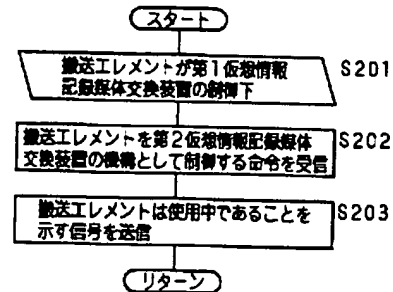 スタート
搬送エレメントが第1仮想情報
記録媒体交換装置の制御下
S201
搬送エレメントを第2仮想情報記録媒体
交換装置の機構として制御する命令を受信
S202
搬送エレメントは使用中であることを
示す信号を送信
S203
リターン